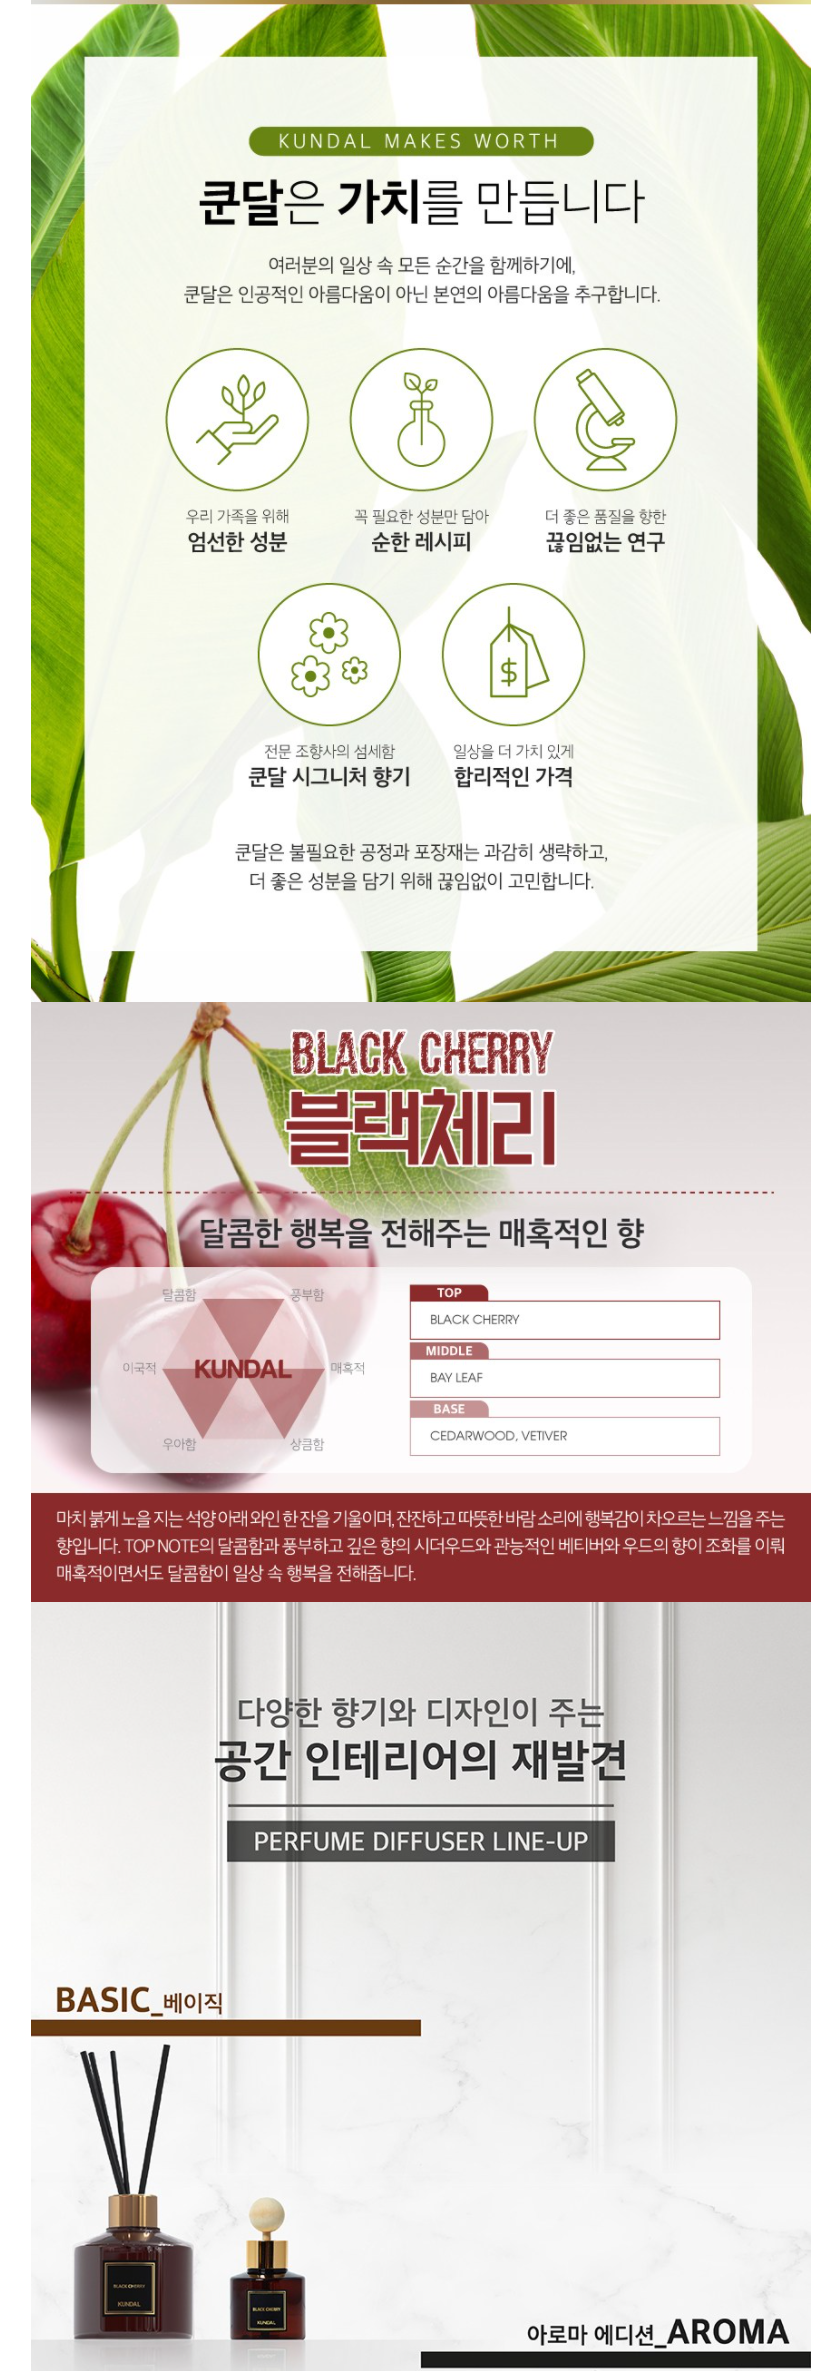 KUNDAL MAKES WORTH
쿤달은 가치를 만듭니다
여러분의 일상 속 모든 순간을 함께하기에,
쿤달은 인공적인 아름다움이 아닌 본연의 아름다움을 추구합니다.
우리 가족을 위해
엄선한 성분
꼭 필요한 성분만 담아
순한 레시피
더 좋은 품질을 향한
끊임없는 연구
$
전문 조향사의 섬세함
쿤달 시그니처 향기
일상을 더 가치 있게
합리적인 가격
쿤달은 불필요한 공정과 포장재는 과감히 생략하고,
더 좋은 성분을 담기 위해 끊임없이 고민합니다.
BLACK CHERRY
블랙체리
달콤한 행복을 전해주는 매혹적인 향
달콤함
풍부함
이국적
KUNDAL
매혹적
우아함
상큼함
TOP
BLACK CHERRY
MIDDLE
BAY LEAF
BASE
CEDARWOOD, VETIVER
마치 붉게 노을 지는 석양 아래 와인 한 잔을 기울이며, 잔잔하고 따뜻한 바람 소리에 행복감이 차오르는 느낌을 주는
향입니다. TOP NOTE의 달콤함과 풍부하고 깊은 향의 시더우드와 관능적인 베티버와 우드의 향이 조화를 이뤄
매혹적이면서도 달콤함이 일상 속 행복을 전해줍니다.
다양한 향기와 디자인이 주는
공간 인테리어의 재발견
PERFUME DIFFUSER LINE-UP
BASIC_베이직
BLACK CHERRY
KUNDAL
BLACK CHERRY
KUNDAL
아로마 에디션_AROMA